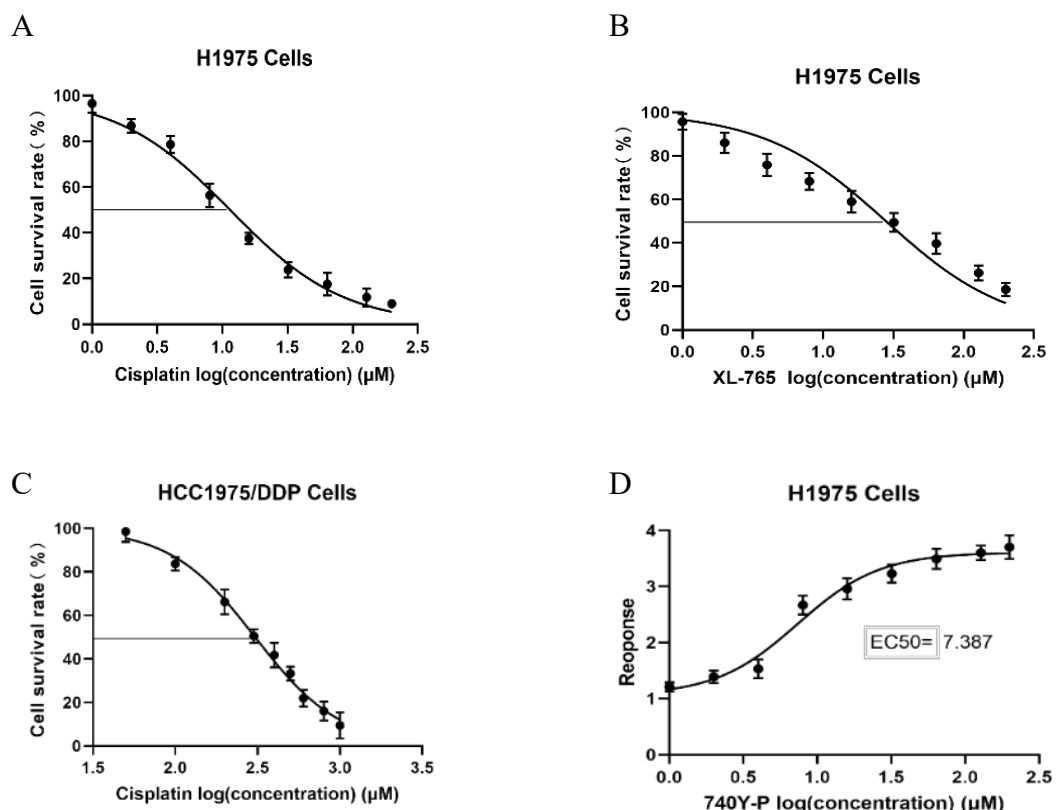 A
H1975 Cells
Cell survival rate（%）
100
80
60
40
20
0
0.0 0.5 1.0 1.5 2.0 2.5
Cisplatin log(concentration) (μM)
B
H1975 Cells
Cell survival rate（%）
100
80
60
40
20
0
0.0 0.5 1.0 1.5 2.0 2.5
XL-765 log(concentration) (μM)
C
HCC1975/DDP Cells
Cell survival rate（%）
100
80
60
40
20
0
1.5 2.0 2.5 3.0 3.5
Cisplatin log(concentration) (μM)
D
H1975 Cells
Reoponse
4
3
2
1
0
EC50= 7.387
0.0 0.5 1.0 1.5 2.0 2.5
740Y-P log(concentration) (μM)